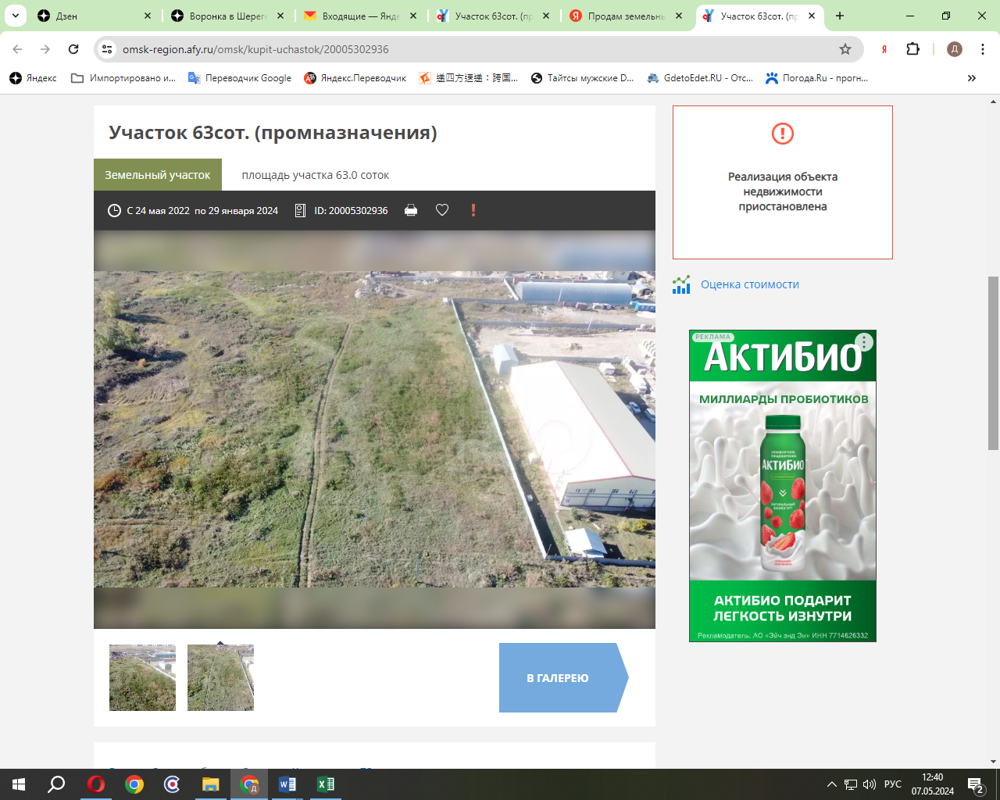 Дзен
Воронка в Шереге
Входящие — Янде
Участок 63сот. (пр
Продам земельны
Участок 63сот. (пр
omsk-region.afy.ru/omsk/kupit-uchastok/20005302936
Я
Д
Яндекс
Импортировано и...
Переводчик Google
Яндекс.Переводчик
递四方速递：跨国...
Тайтсы мужские D...
GdetoEdet.RU - Отс...
Погода.Ru - прогн...
Участок 63сот. (промназначения)
Земельный участок
площадь участка 63.0 соток
С 24 мая 2022 по 29 января 2024
ID: 20005302936
Реализация объекта
недвижимости
приостановлена
Оценка стоимости
РЕКЛАМА
АКТИБИО
МИЛЛИАРДЫ ПРОБИОТИКОВ
АКТИБИО
АКТИБИО ПОДАРИТ
ЛЕГКОСТЬ ИЗНУТРИ
Рекламодатель: АО «Эйч энд Эн» ИНН 7714626332
В ГАЛЕРЕЮ
РУС
12:40
07.05.2024
2